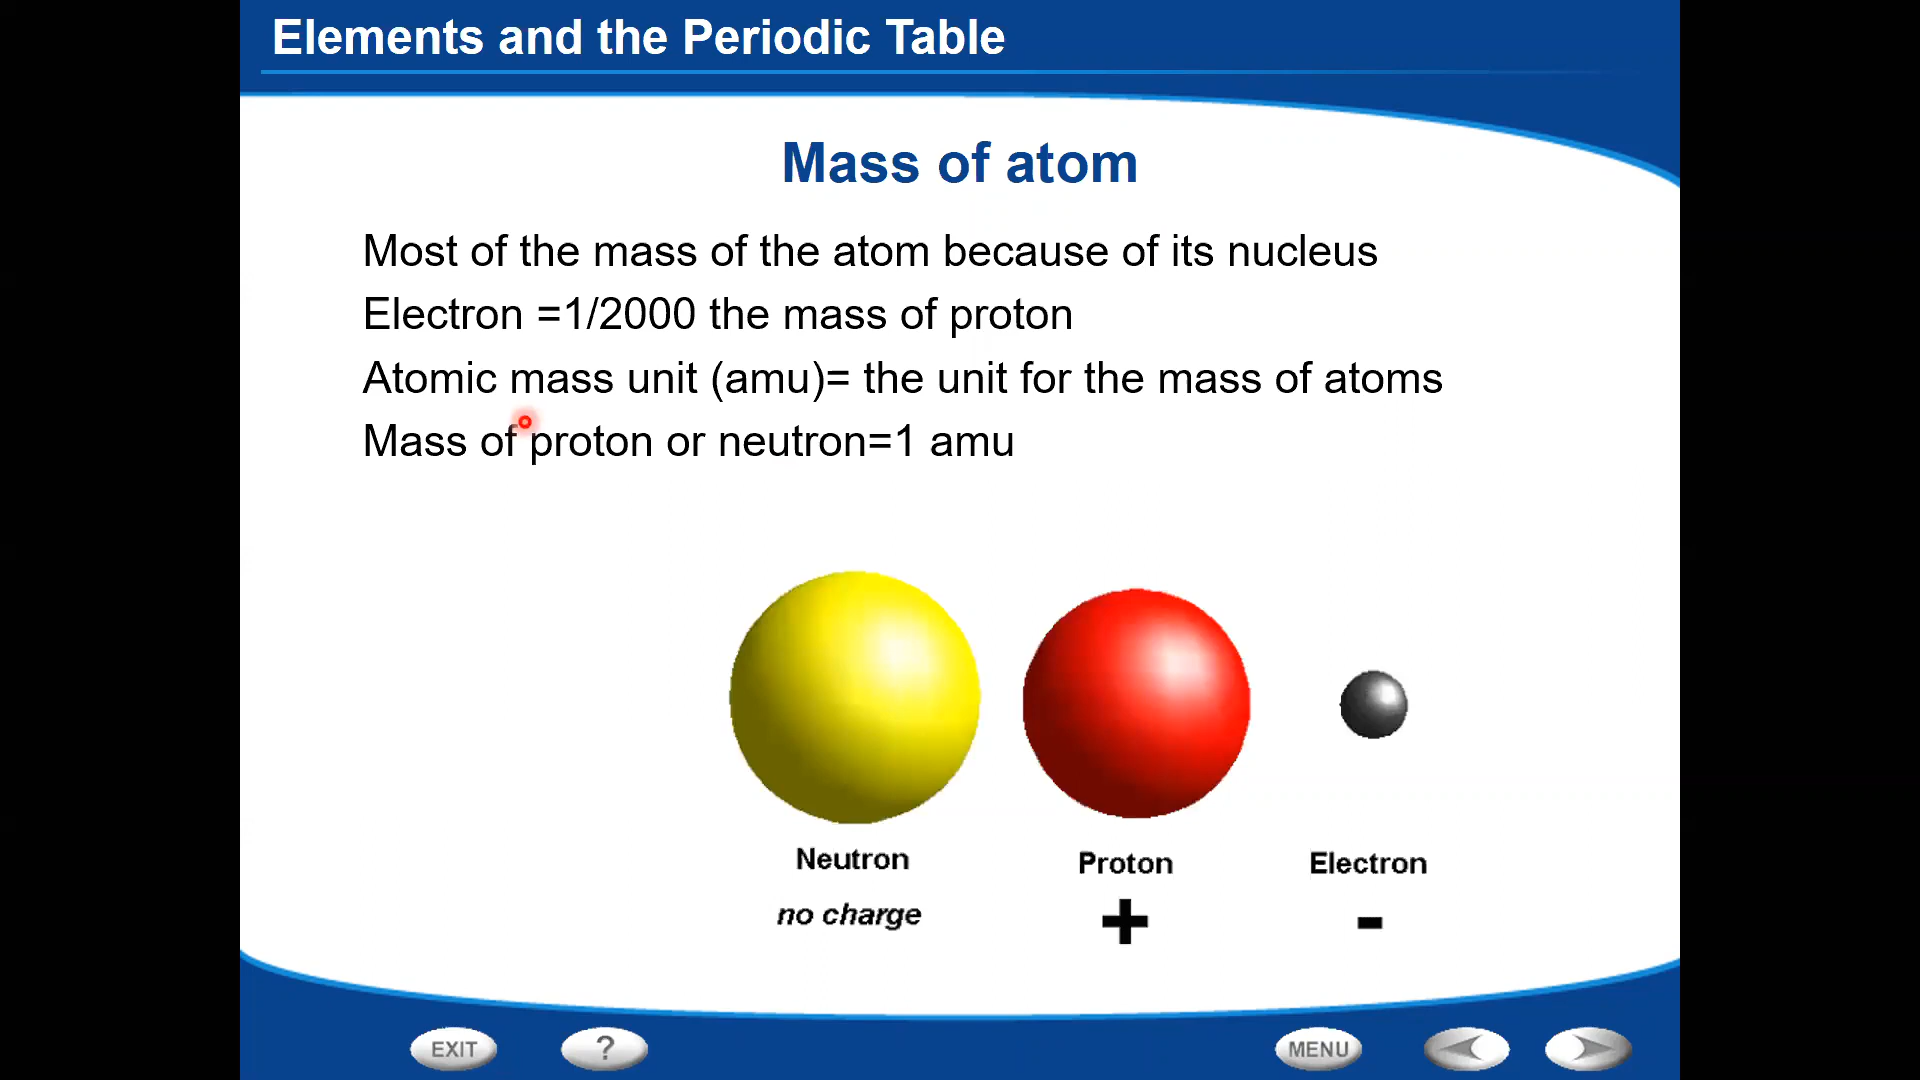 Elements and the Periodic Table
Mass of atom
Most of the mass of the atom because of its nucleus
Electron =1/2000 the mass of proton
Atomic mass unit (amu)= the unit for the mass of atoms
Mass of proton or neutron=1 amu
Neutron
Proton
Electron
no charge
+
-
EXIT
?
MENU